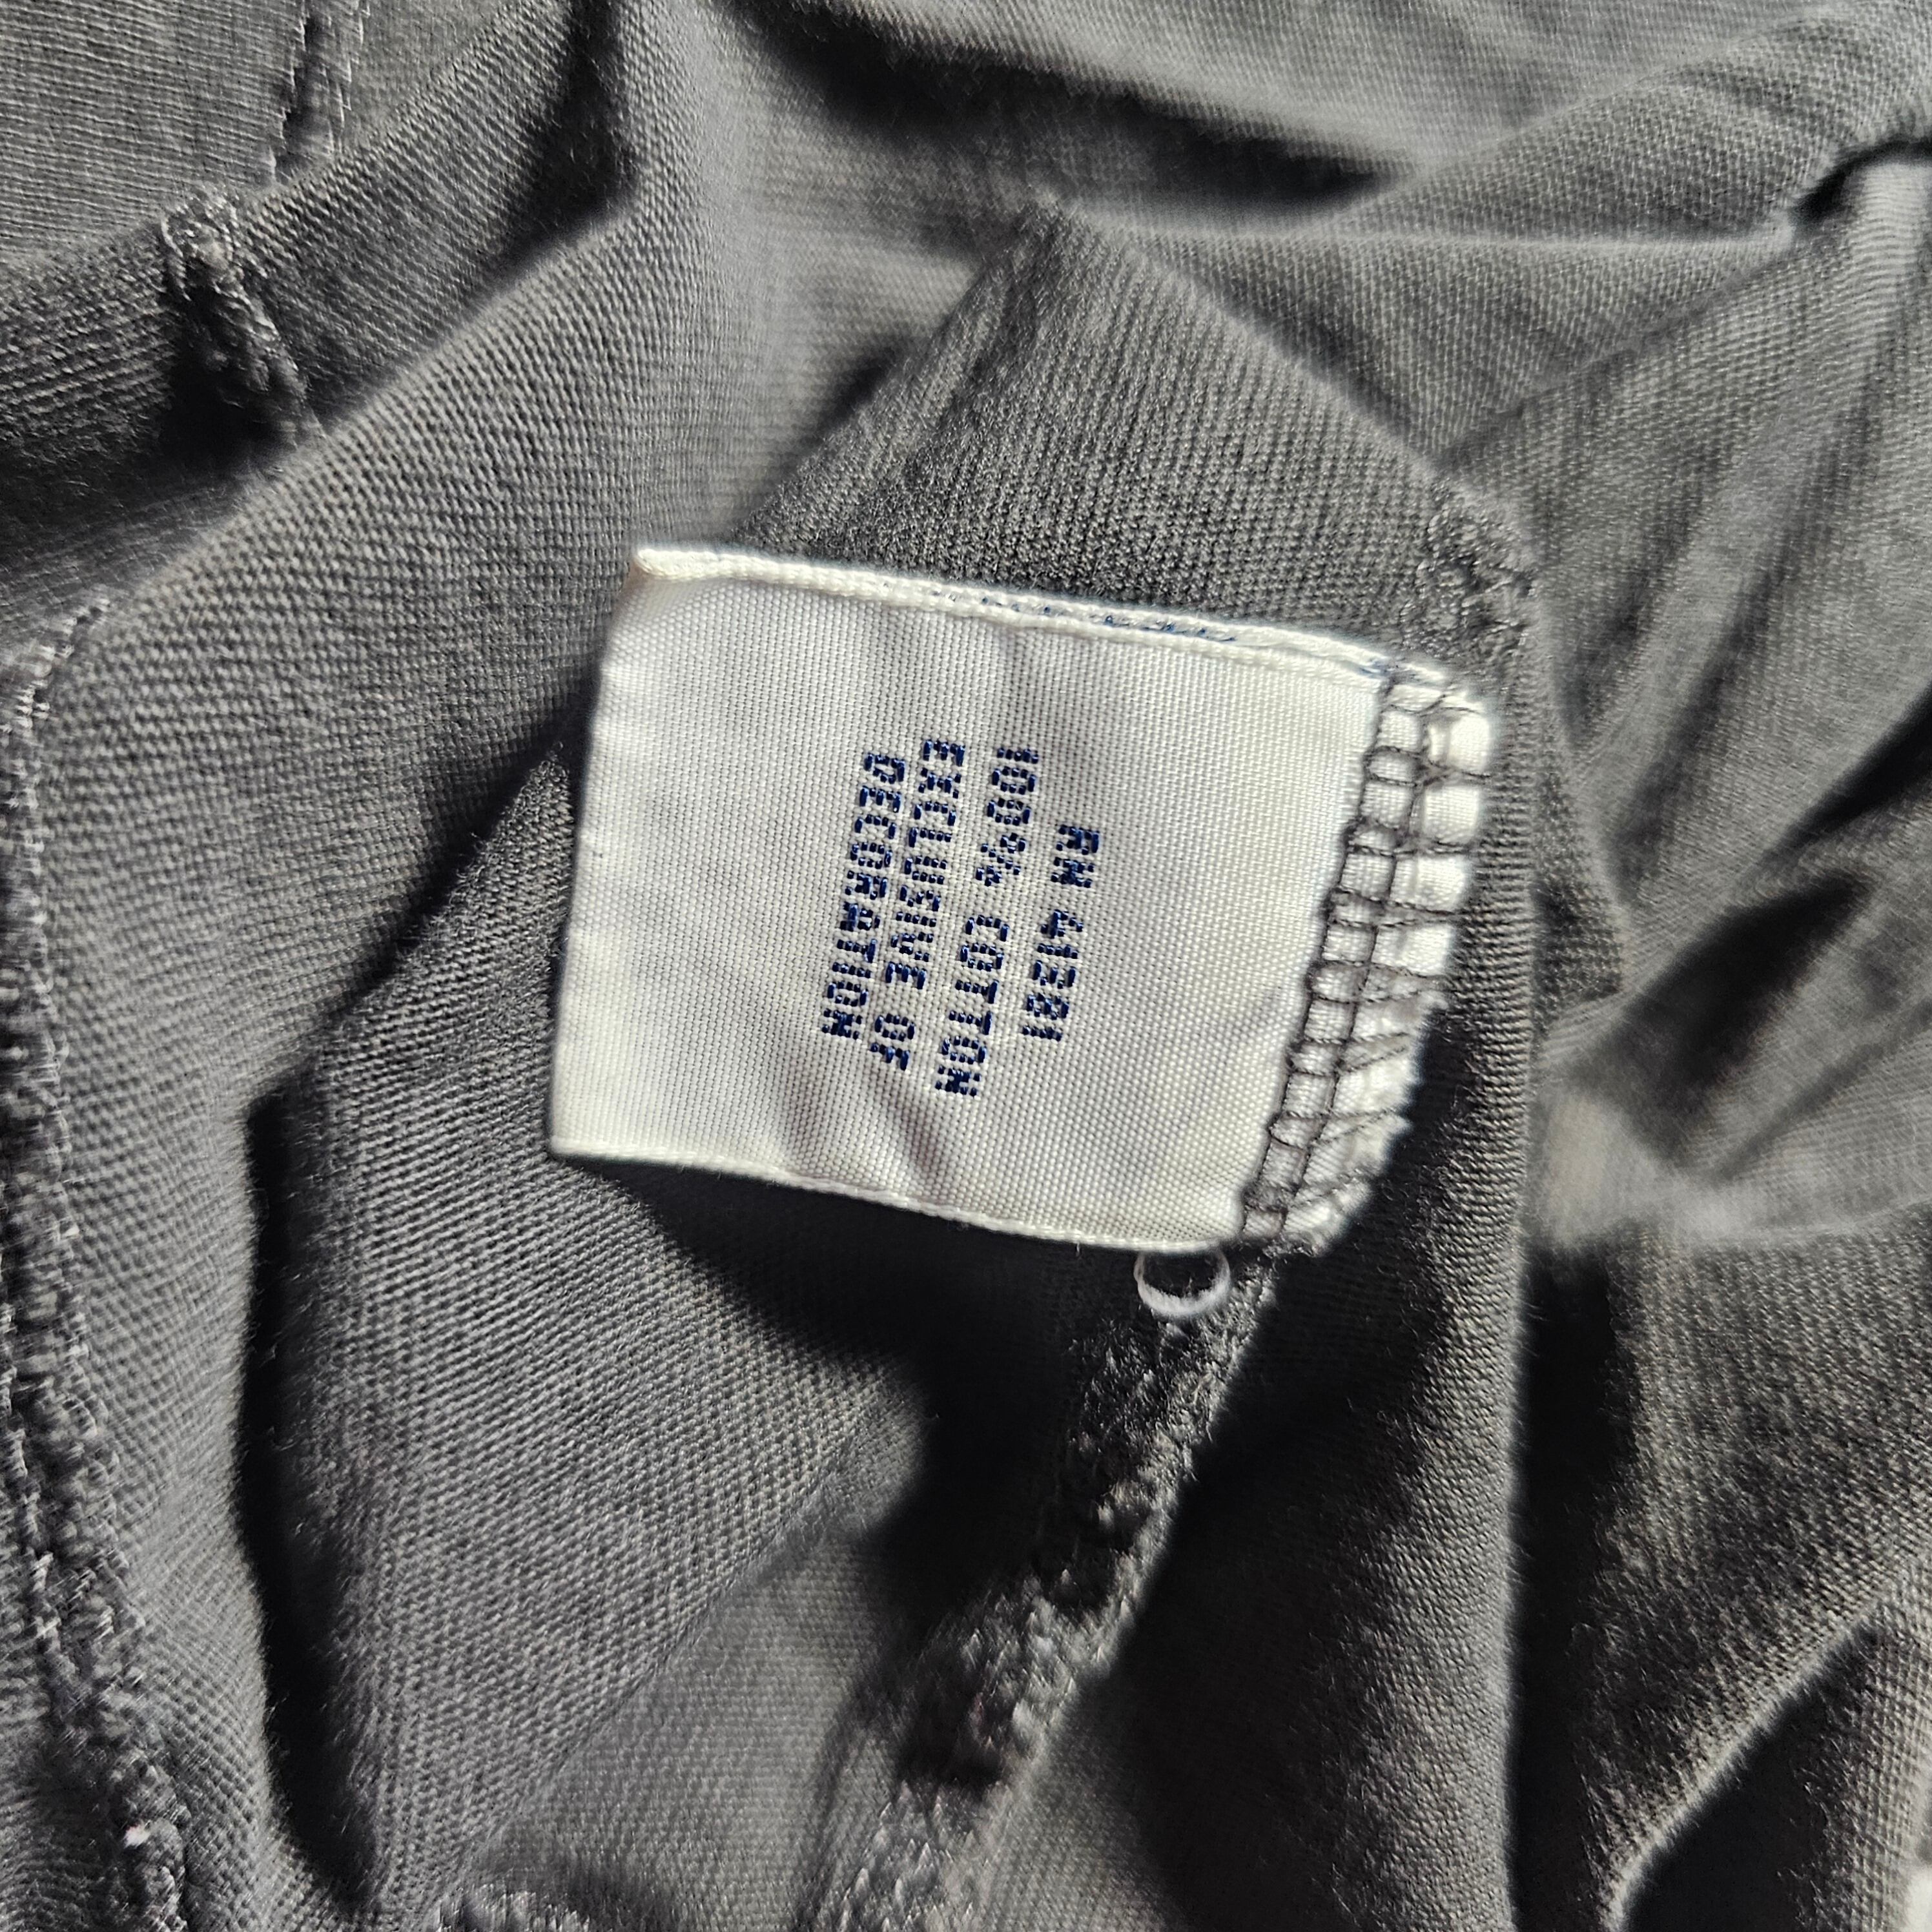 RN 41381
100% COTTON
EXCLUSIVE OF
DECORATION